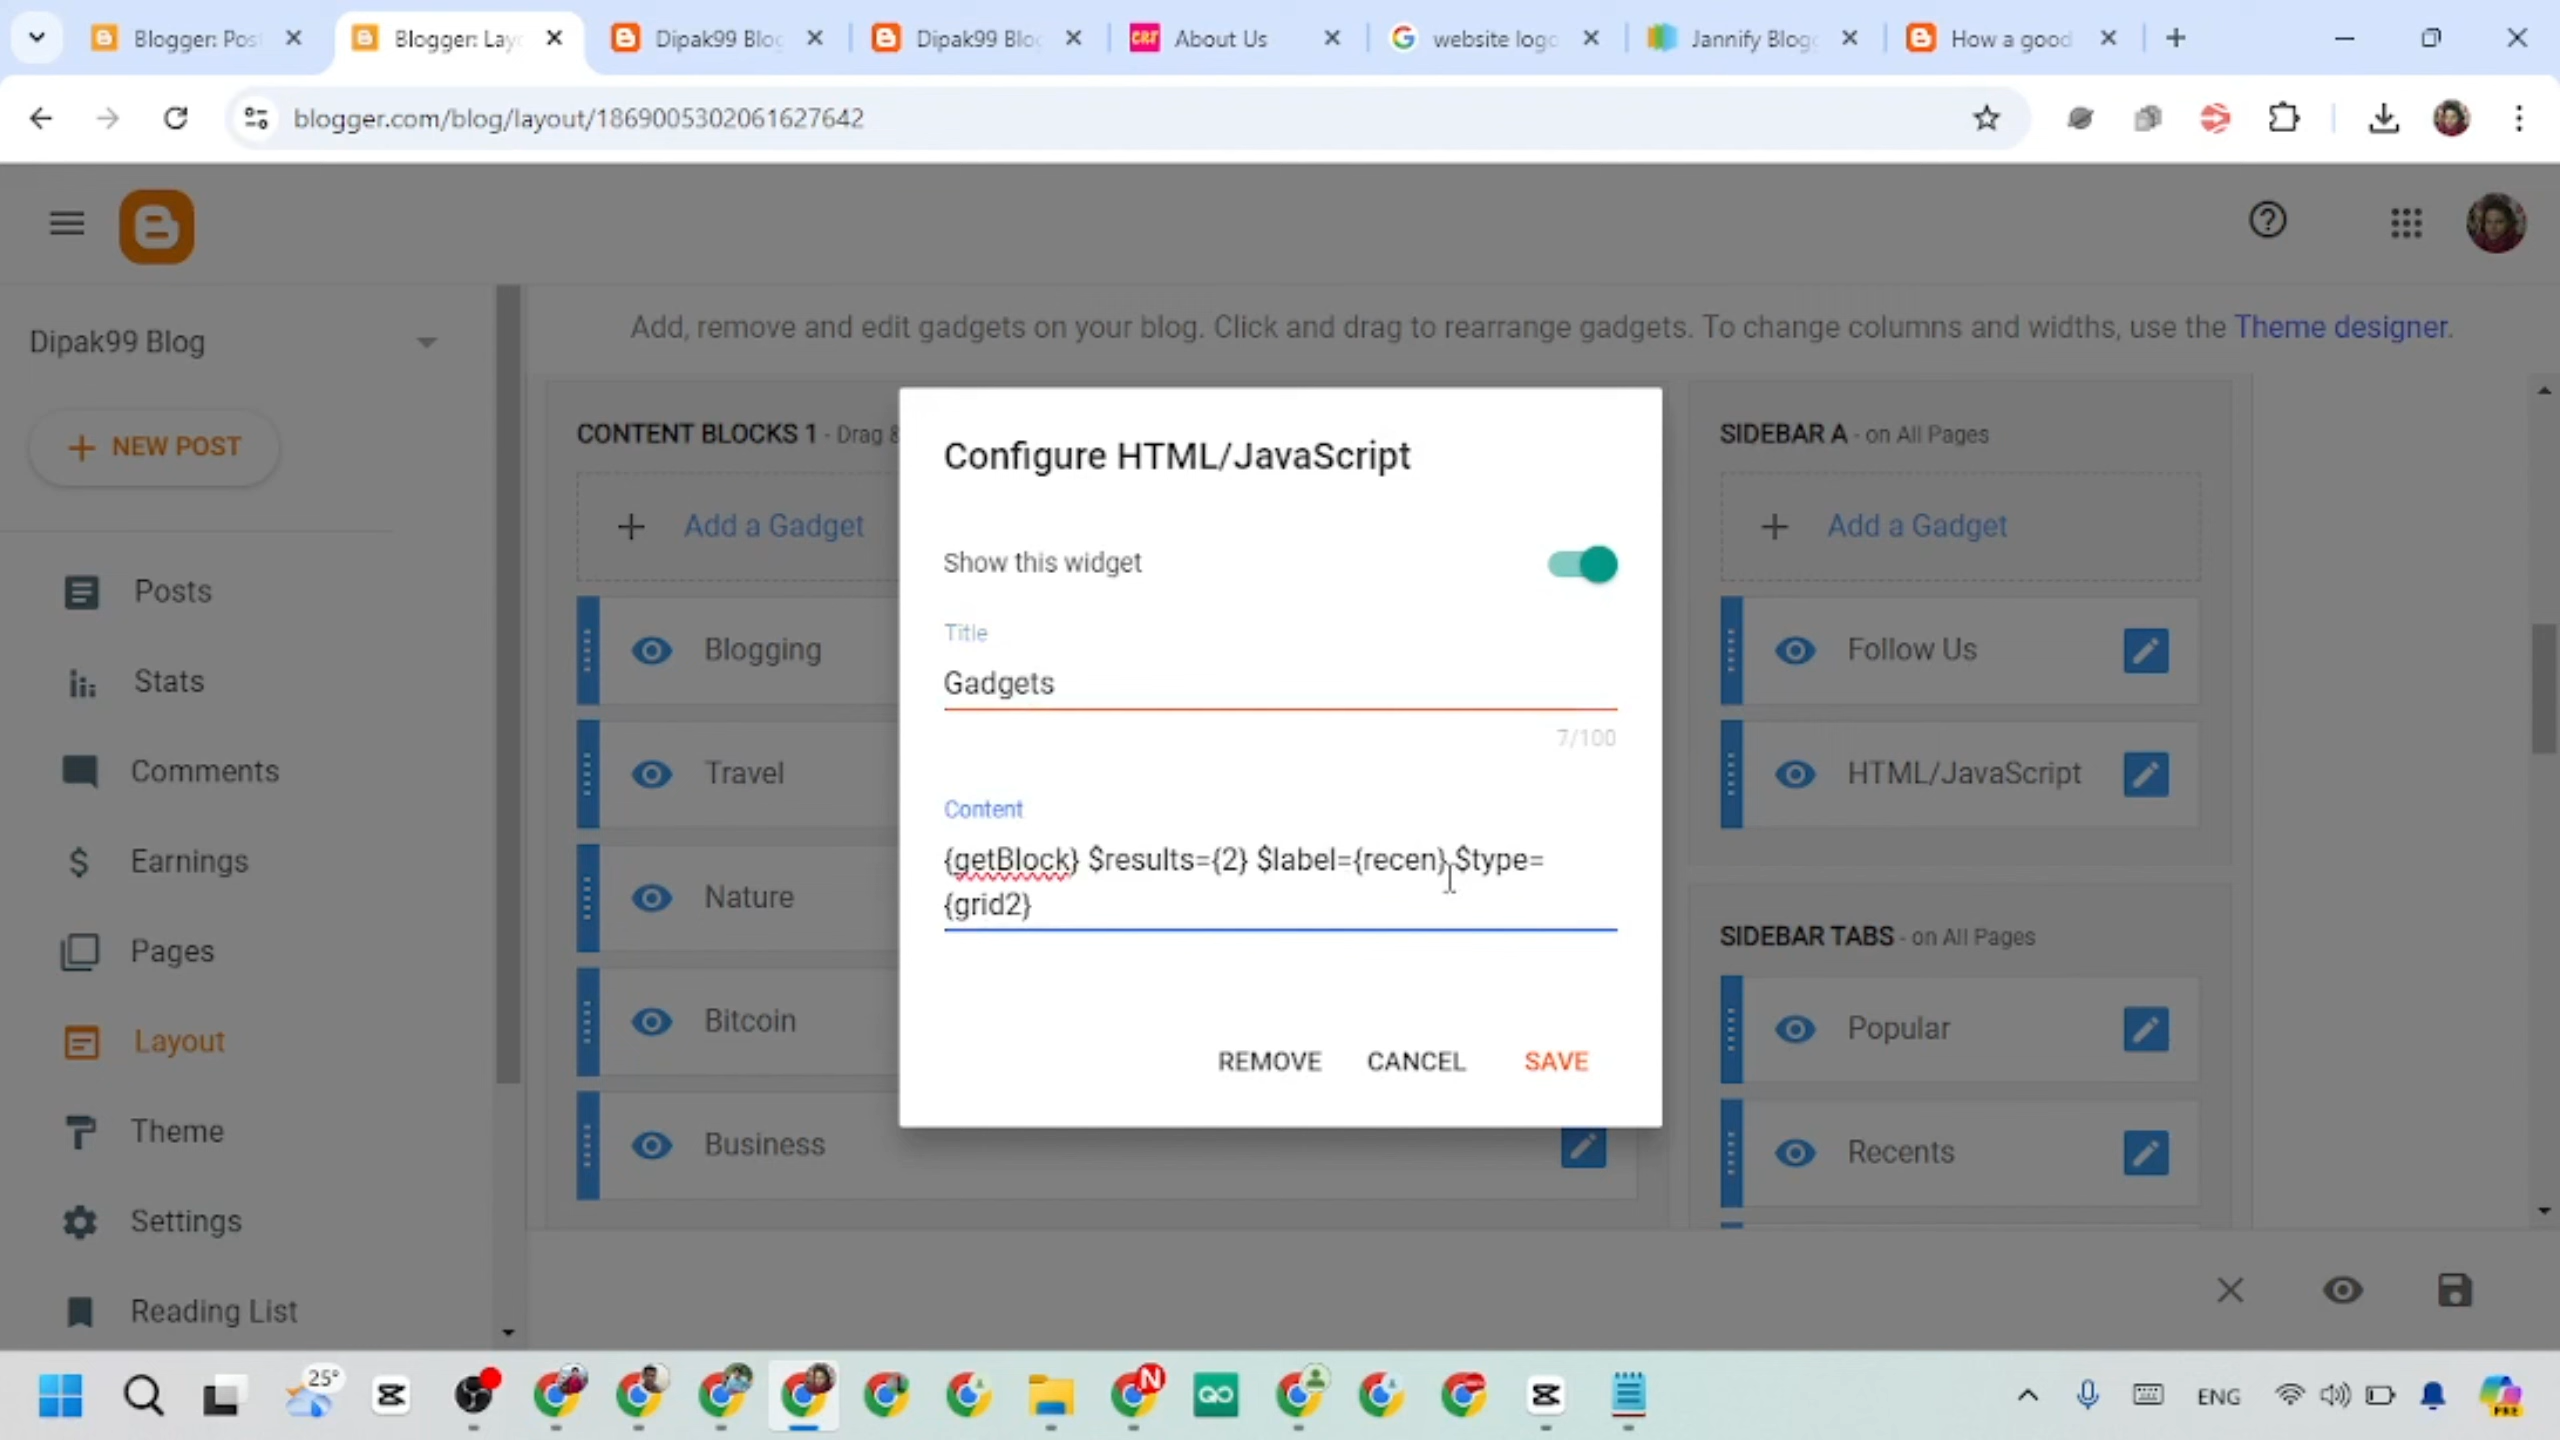 Blogger: Pos
Blogger: Lay
Dipak99 Bloc
Dipak99 Blo
About Us
website logo
Jannify Blog
How a good
blogger.com/blog/layout/1869005302061627642
Dipak99 Blog
NEW POST
Posts
Stats
Comments
Earnings
Pages
Layout
Theme
Settings
Reading List
Add, remove and edit gadgets on your blog. Click and drag to rearrange gadgets. To change columns and widths, use the Theme designer.
CONTENT BLOCKS 1 - Drag &
Add a Gadget
Blogging
Travel
Nature
Bitcoin
Business
Configure HTML/JavaScript
Show this widget
Title
Gadgets
7/100
Content
{getBlock} $results={2} $label={recen} $type=
{grid2}
REMOVE CANCEL SAVE
SIDEBAR A - on All Pages
Add a Gadget
Follow Us
HTML/JavaScript
SIDEBAR TABS - on All Pages
Popular
Recents
25°
N
ENG
PRE